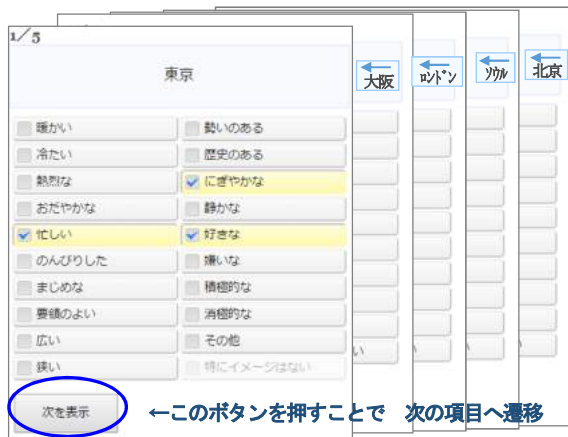 1/5
東京
大阪
ﾛﾝﾄﾞﾝ
ｿｳﾙ
北京
暖かい
勢いのある
冷たい
歴史のある
熱烈な
にぎやかな
おだやかな
静かな
忙しい
好きな
のんびりした
嫌いな
まじめな
積極的な
要領のよい
消極的な
広い
その他
狭い
特にイメージはない
い
い
次を表示
←このボタンを押すことで　次の項目へ遷移